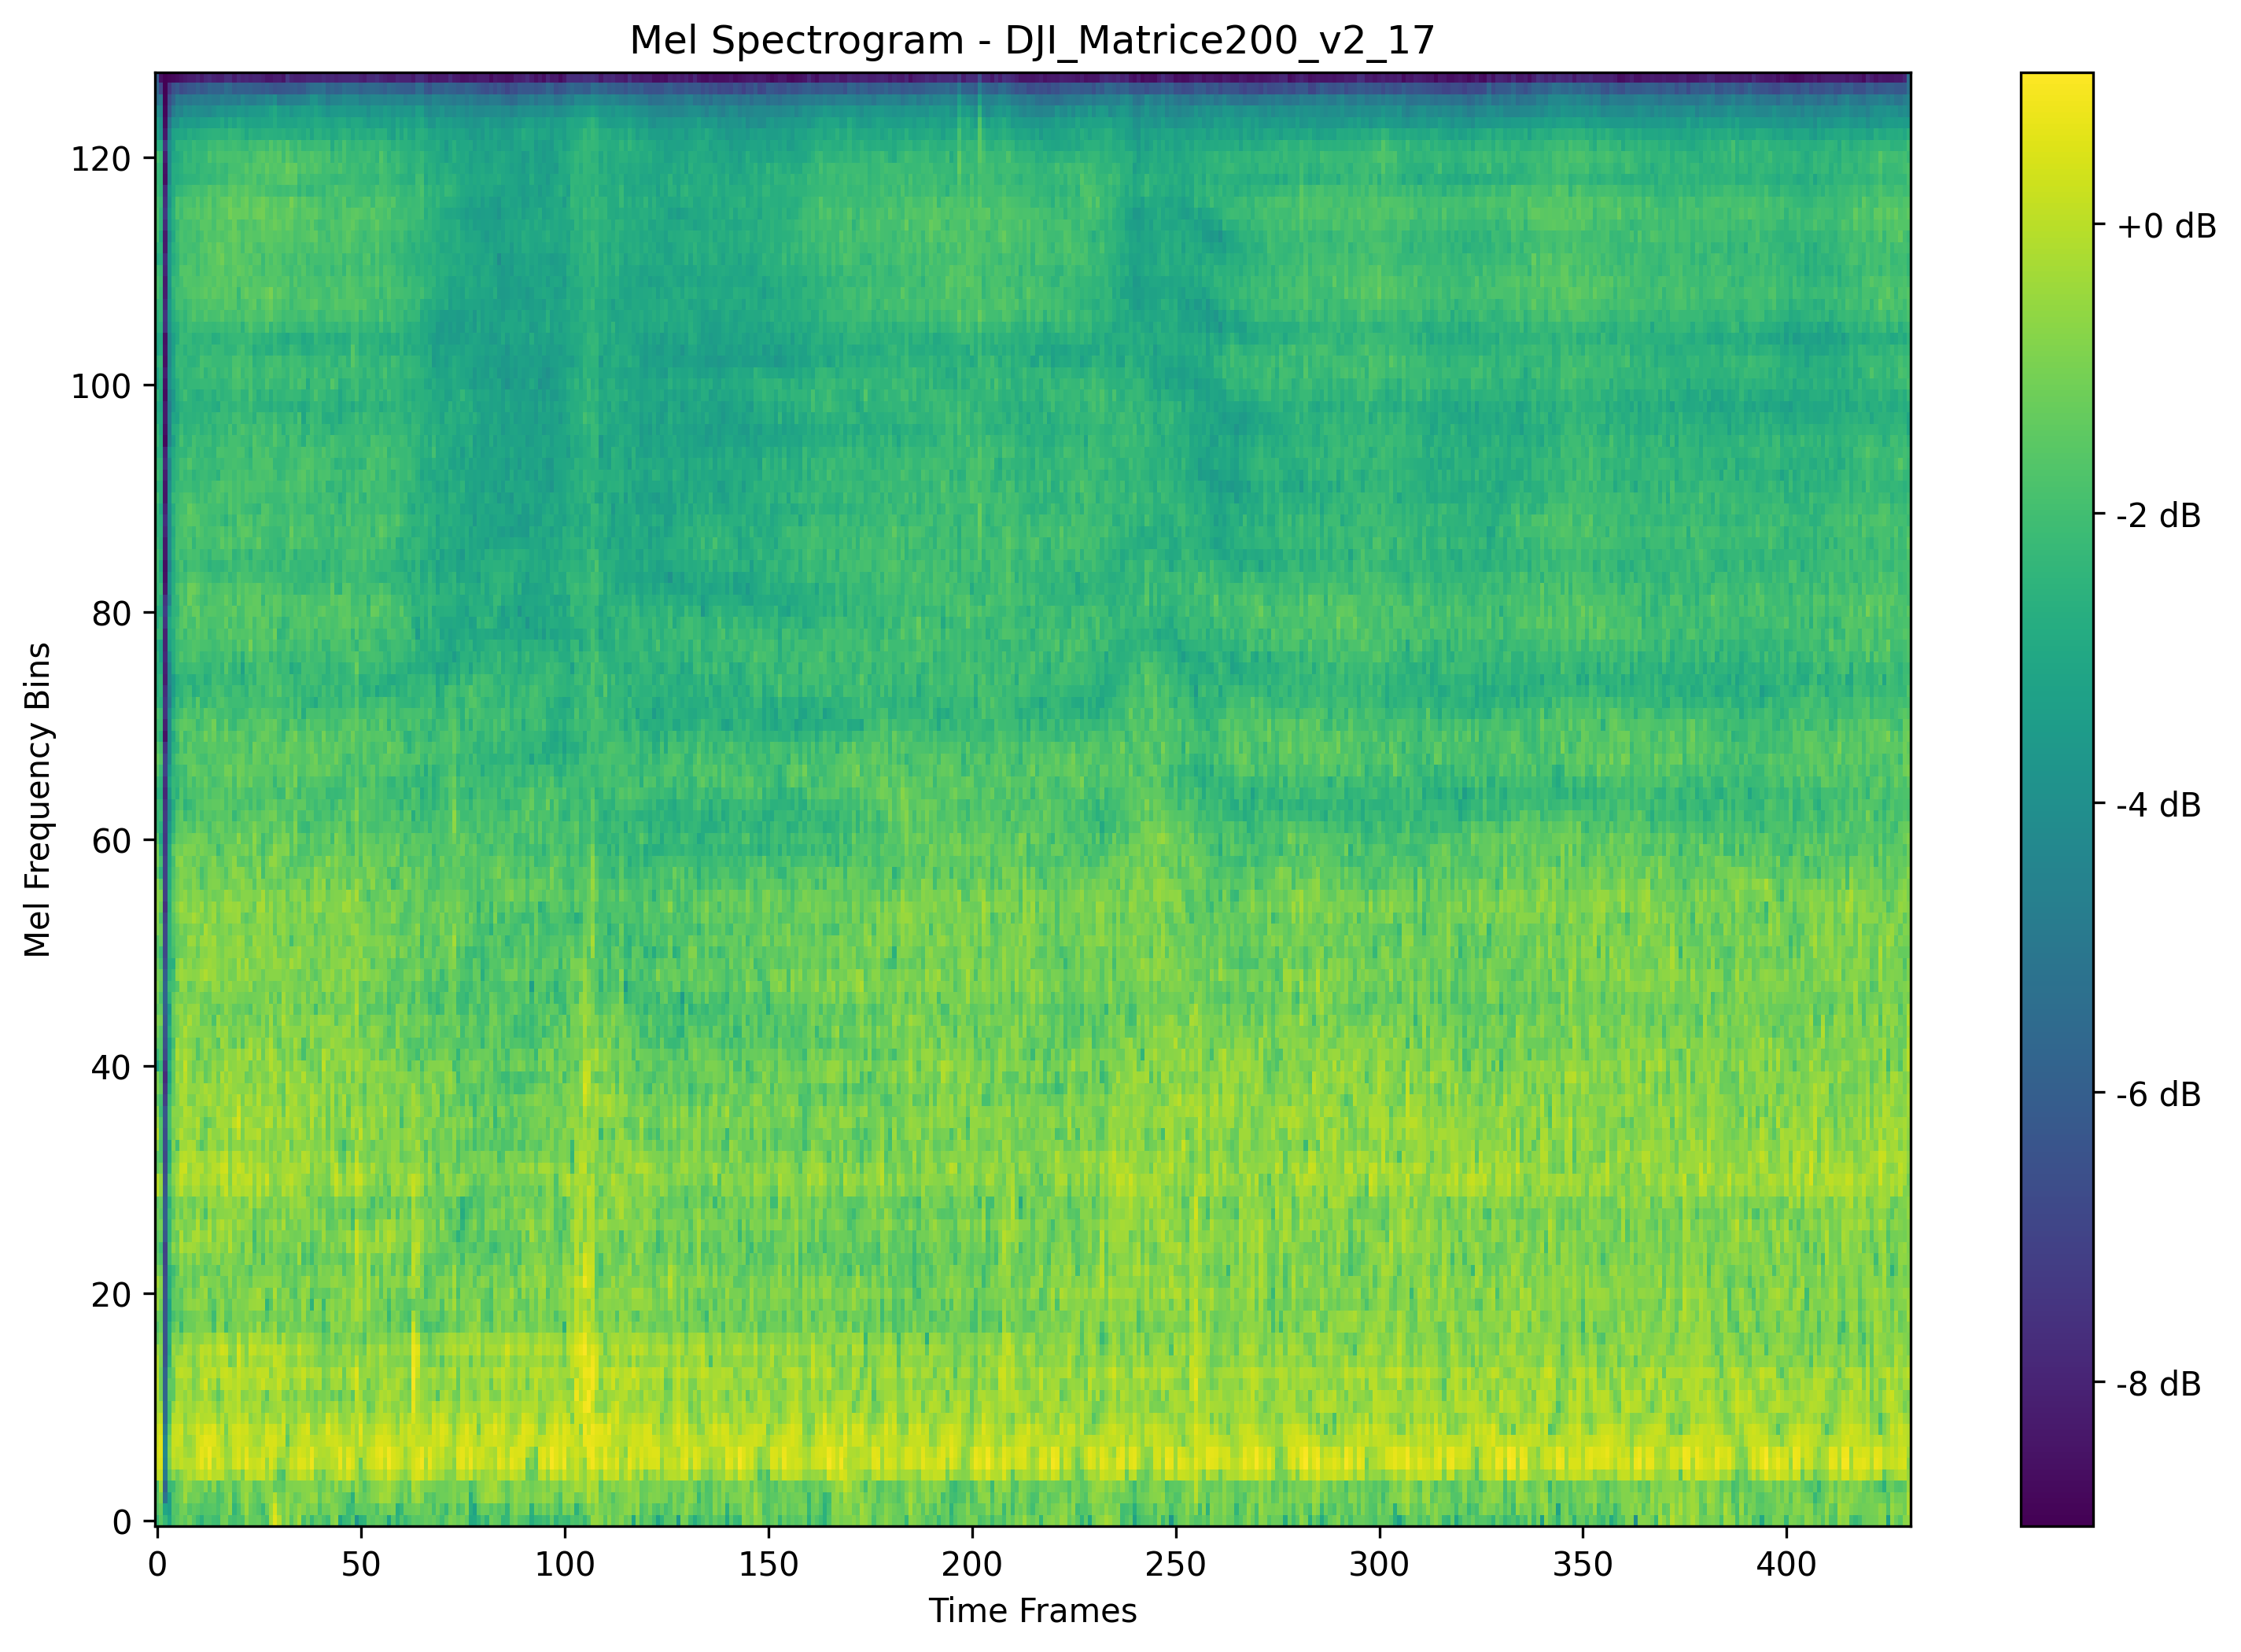 Mel Spectrogram - DJI_Matrice200_v2_17
Mel Frequency Bins
120
100
80
60
40
20
0
0 50 100 150 200 250 300 350 400
Time Frames
+0 dB
-2 dB
-4 dB
-6 dB
-8 dB